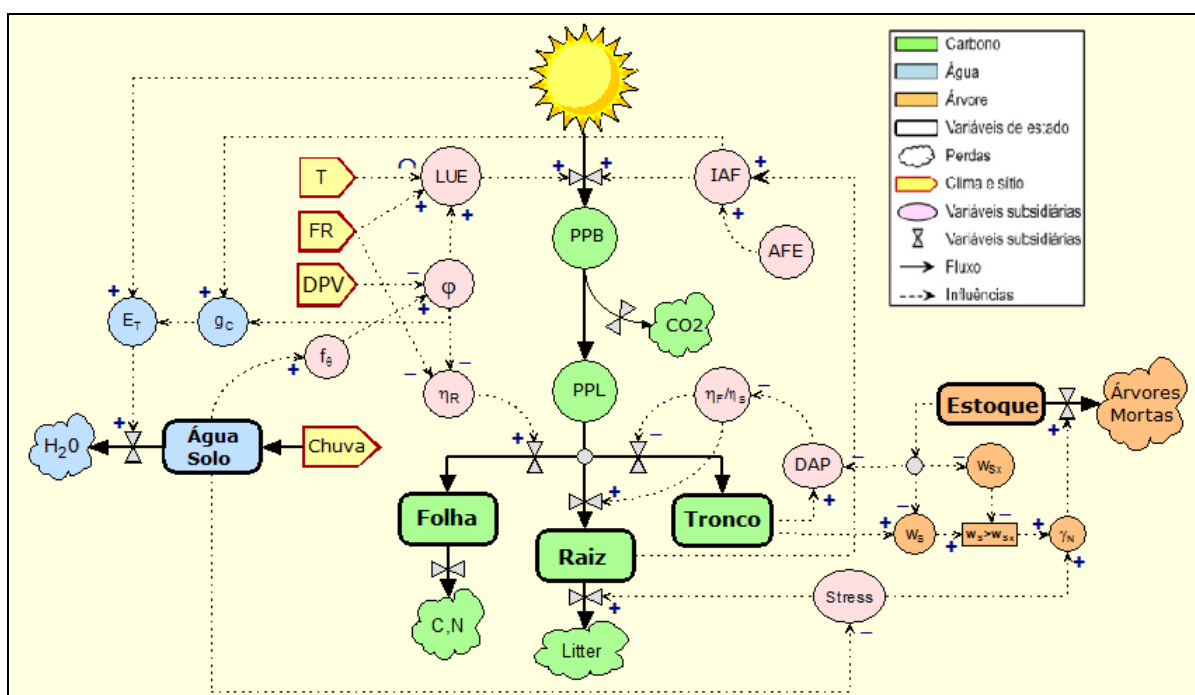 Carbono
Água
Árvore
Variáveis de estado
Perdas
Clima e sítio
Variáveis subsidiárias
Variáveis subsidiárias
Fluxo
Influências
T
LUE
IAF
FR
PPB
AFE
DPV
φ
E_T
g_C
CO2
f_θ
η_R
PPL
η_F/η_s
Estoque
Árvores
Mortas
H₂0
Água
Solo
Chuva
DAP
w_Sx
Folha
Tronco
w_S
w_S>w_Sx
γ_N
Raiz
Stress
C,N
Litter